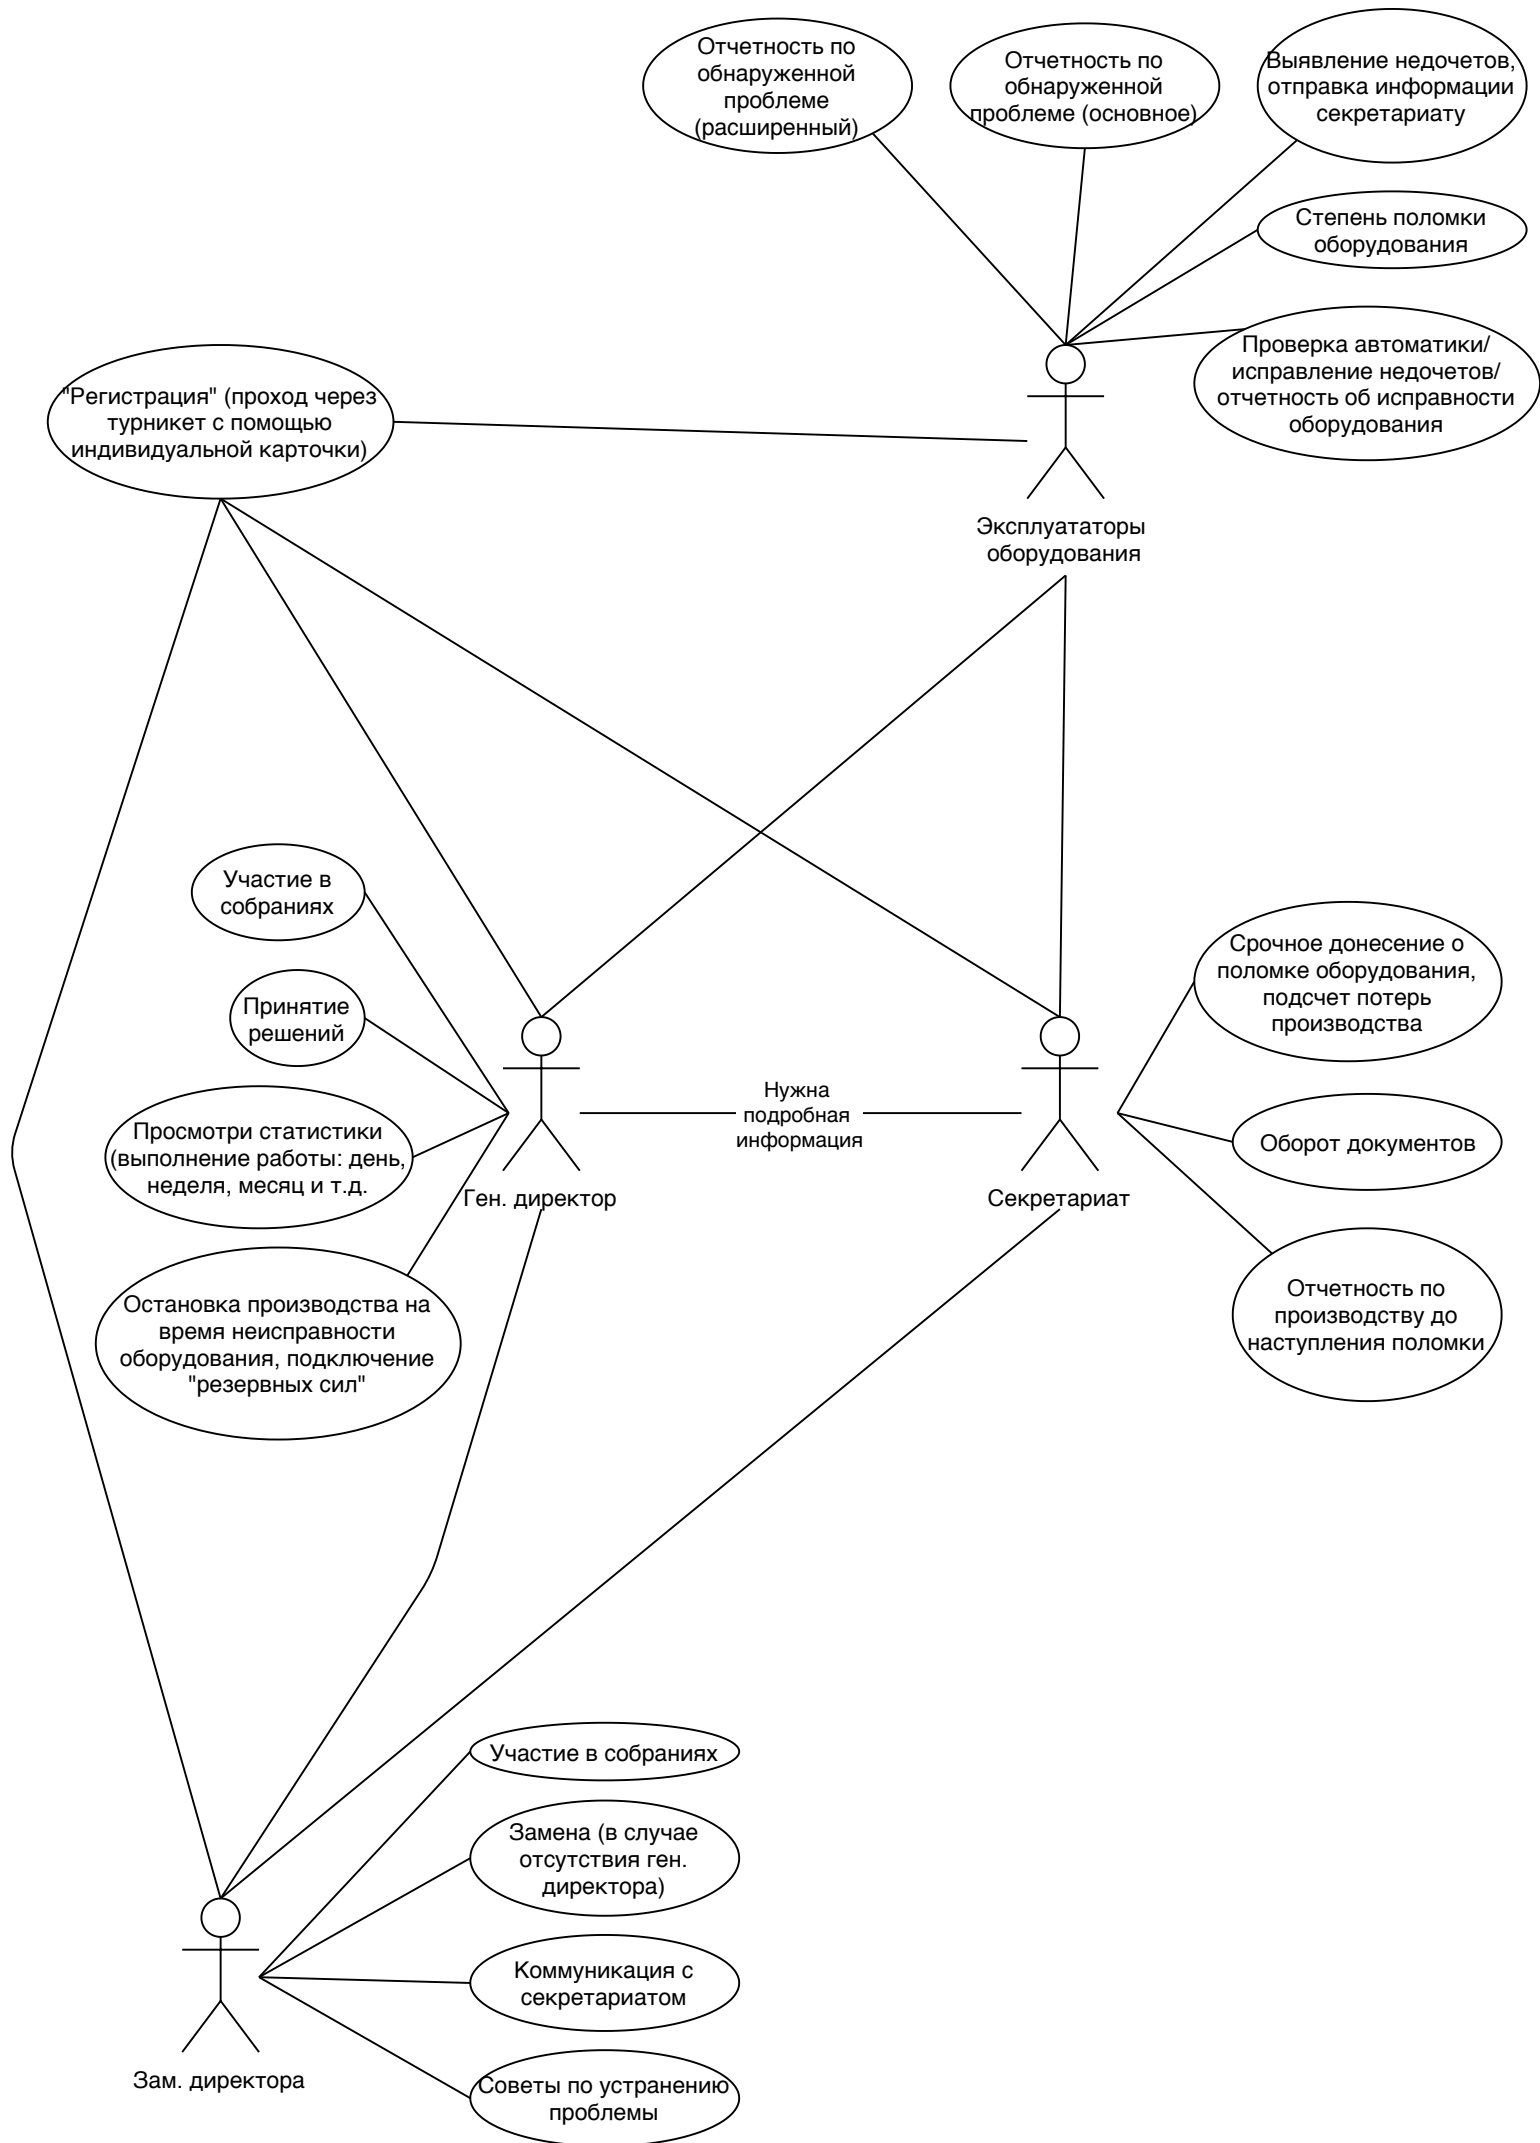 Отчетность по
обнаруженной
проблеме
(расширенный)
Отчетность по
обнаруженной
проблеме (основное)
Выявление недочетов,
отправка информации
секретариату
Степень поломки
оборудования
Проверка автоматики/
исправление недочетов/
отчетность об исправности
оборудования
"Регистрация" (проход через
турникет с помощью
индивидуальной карточки)
Эксплуататоры
оборудования
Участие в
собраниях
Принятие
решений
Просмотри статистики
(выполнение работы: день,
неделя, месяц и т.д.
Остановка производства на
время неисправности
оборудования, подключение
"резервных сил"
Ген. директор
Нужна
подробная
информация
Секретариат
Срочное донесение о
поломке оборудования,
подсчет потерь
производства
Оборот документов
Отчетность по
производству до
наступления поломки
Участие в собраниях
Замена (в случае
отсутствия ген.
директора)
Коммуникация с
секретариатом
Советы по устранению
проблемы
Зам. директора